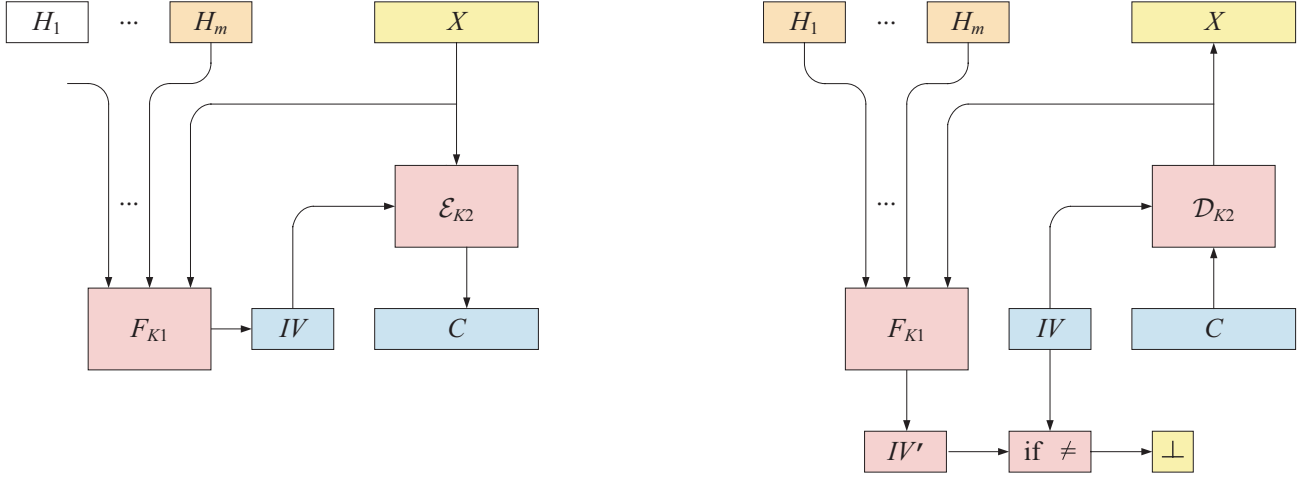 H1 ... Hm X
H1 ... Hm X
... ℰK2
... 𝒟K2
FK1 IV C
FK1 IV C
IV′ if ≠ ⊥